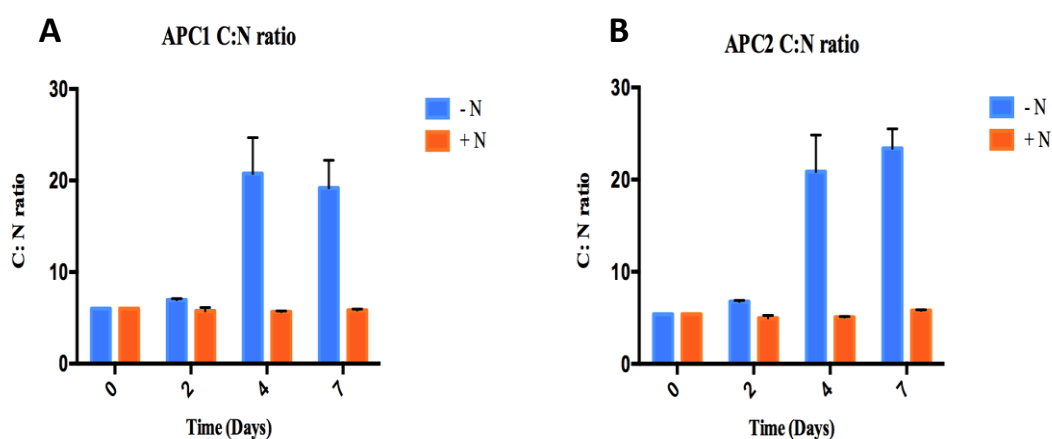 A
APC1 C:N ratio
30
20
10
0
C: N ratio
0 2 4 7
Time (Days)
- N
+ N
B
APC2 C:N ratio
30
20
10
0
C: N ratio
0 2 4 7
Time (Days)
- N
+ N